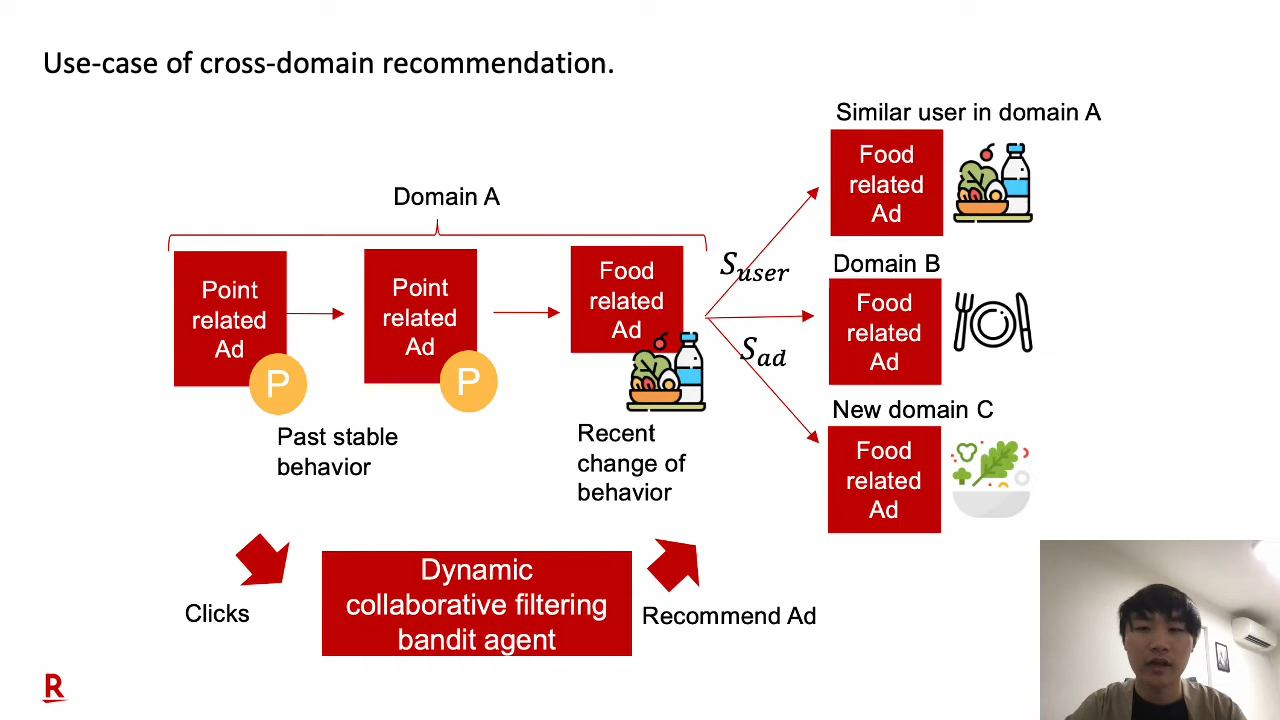 Use-case of cross-domain recommendation.
Similar user in domain A
Food
related
Ad
Domain A
Point
related
Ad
P
Point
related
Ad
P
Food
related
Ad
S_user
S_ad
Domain B
Food
related
Ad
New domain C
Food
related
Ad
Past stable
behavior
Recent
change of
behavior
Clicks
Dynamic
collaborative filtering
bandit agent
Recommend Ad
R